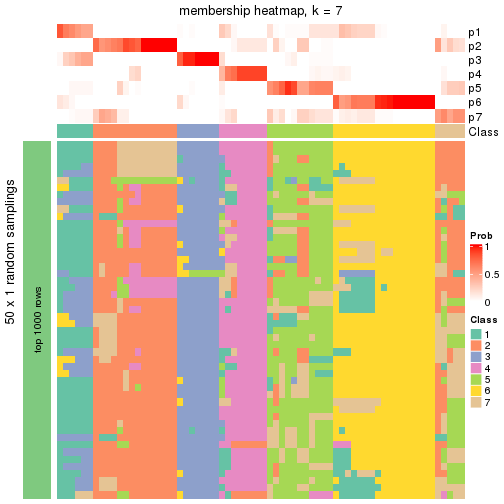 membership heatmap, k = 7
p1
p2
p3
p4
p5
p6
p7
Class
50 x 1 random samplings
top 1000 rows
Prob
1
0.5
0
Class
1
2
3
4
5
6
7